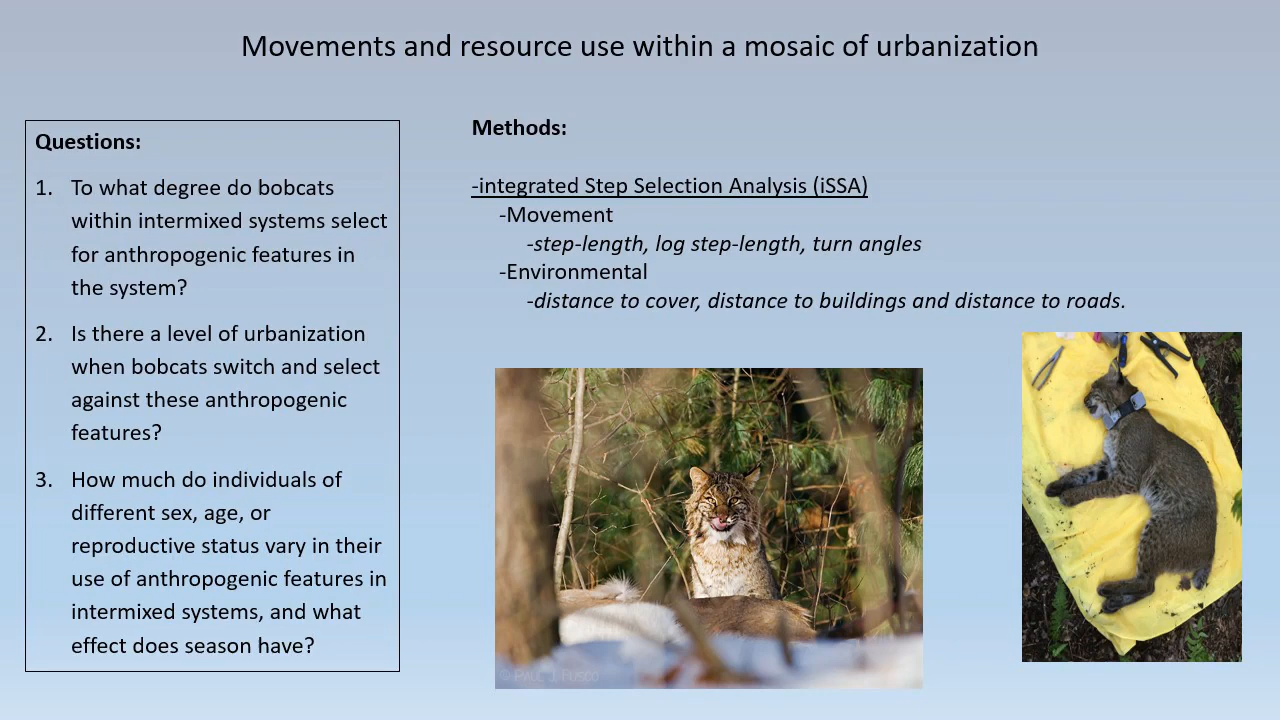 Movements and resource use within a mosaic of urbanization
Questions:
1. To what degree do bobcats
within intermixed systems select
for anthropogenic features in
the system?
2. Is there a level of urbanization
when bobcats switch and select
against these anthropogenic
features?
3. How much do individuals of
different sex, age, or
reproductive status vary in their
use of anthropogenic features in
intermixed systems, and what
effect does season have?
Methods:
-integrated Step Selection Analysis (iSSA)
-Movement
-step-length, log step-length, turn angles
-Environmental
-distance to cover, distance to buildings and distance to roads.
© PAUL J. FUSCO